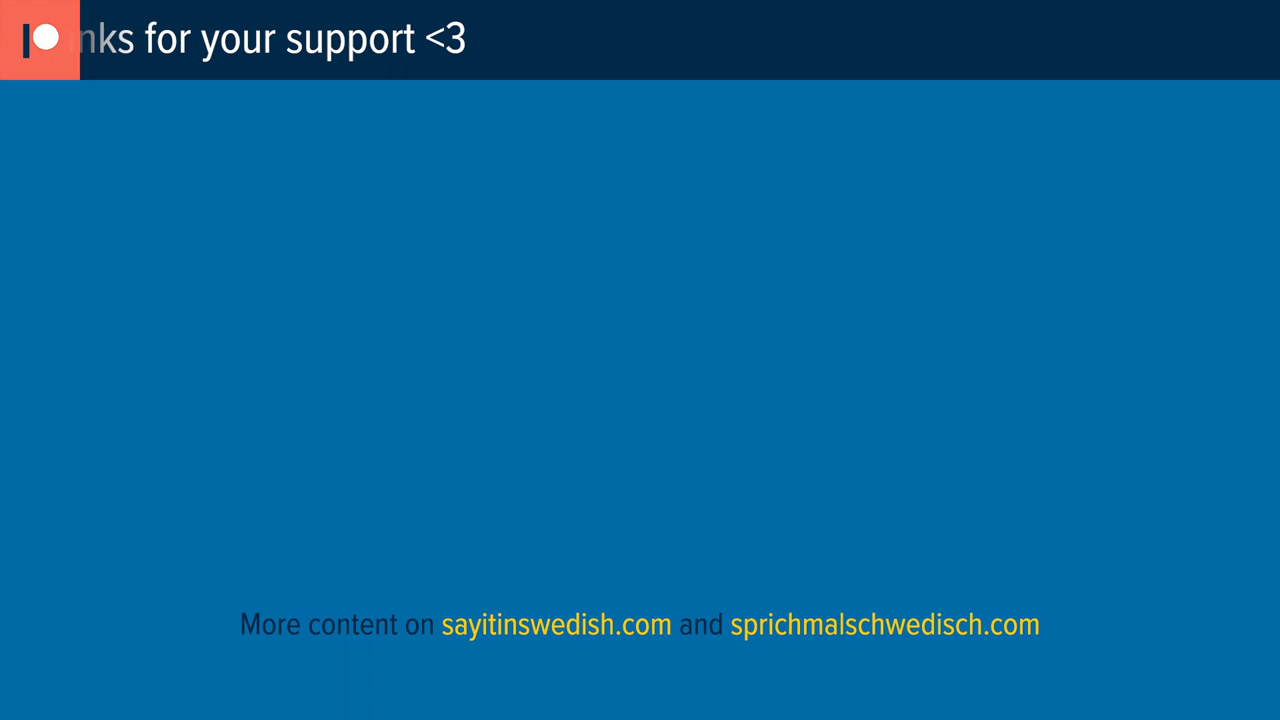 nks for your support <3
More content on sayitinswedish.com and sprichmalschwedisch.com